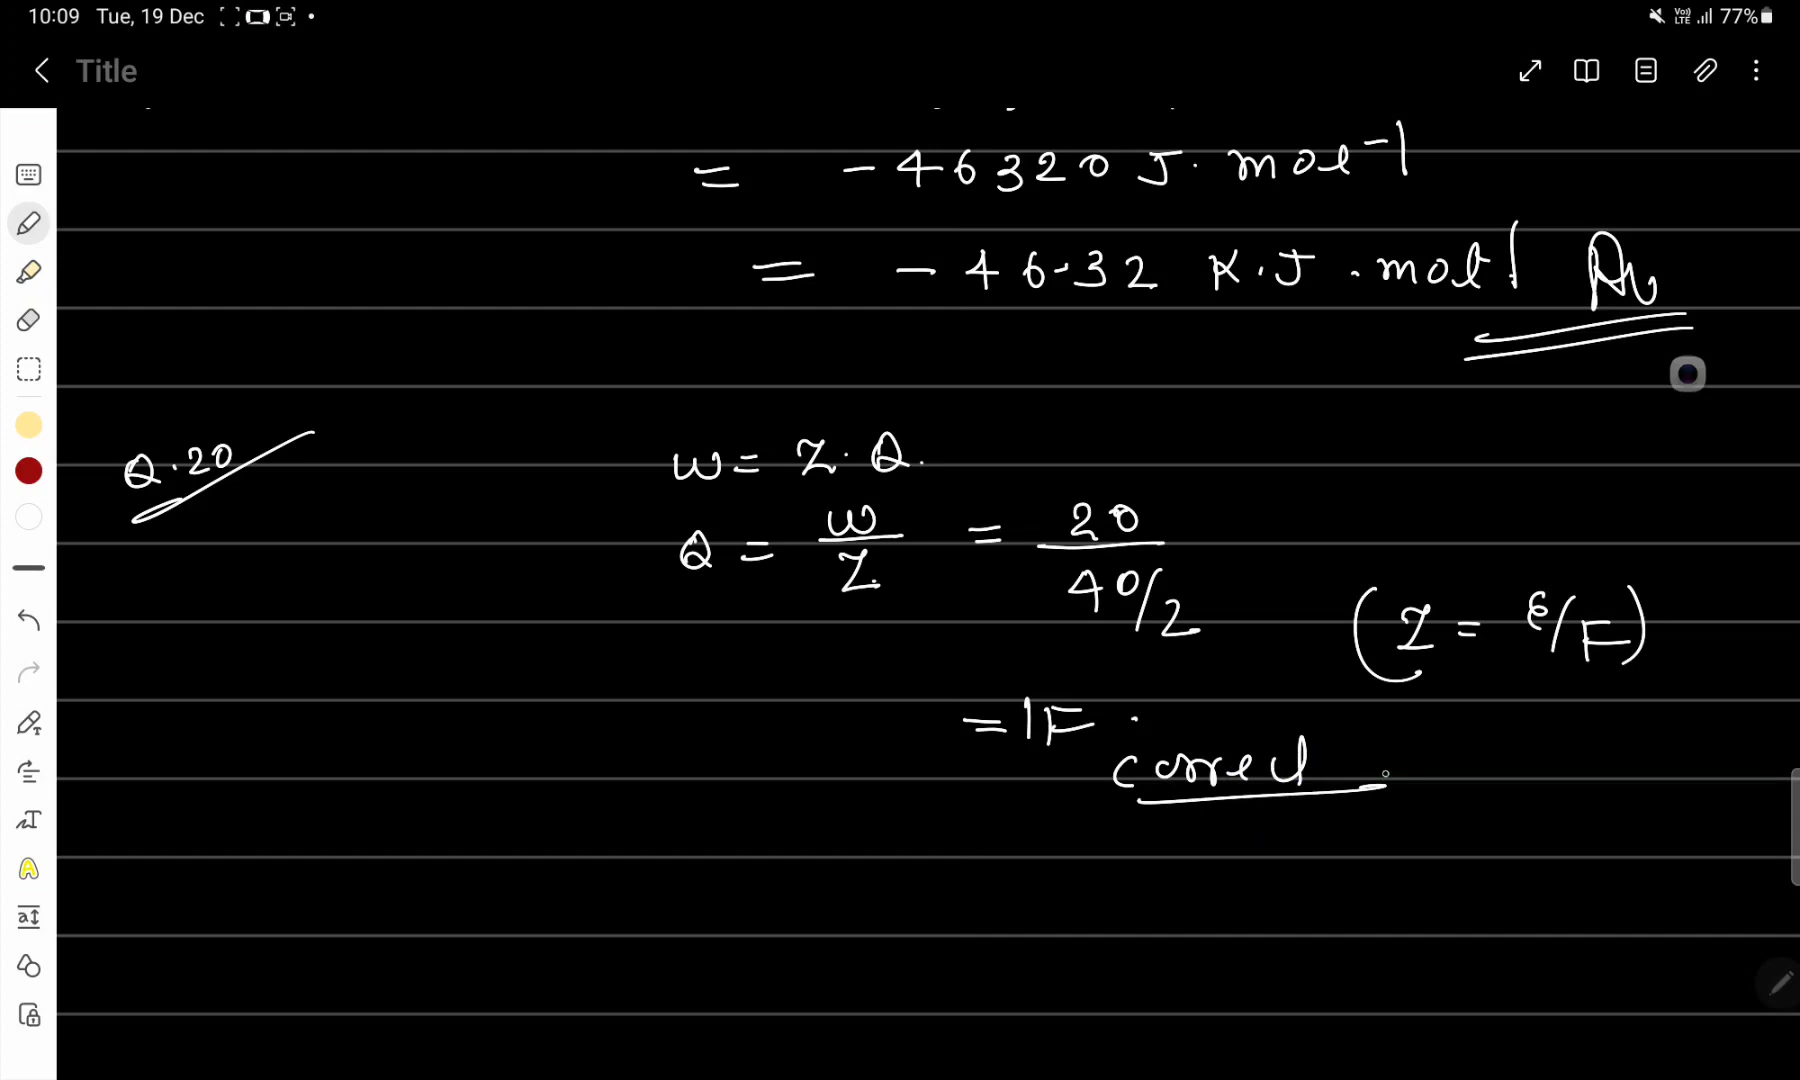 10:09 Tue, 19 Dec 77%
Title
= - 46320 J. mol-1
= - 46.32 K.J. mol-1
Q.20
W = Z. Q.
Q = W/Z = 20/40/2
(Z = E/F)
= 1F.
correct